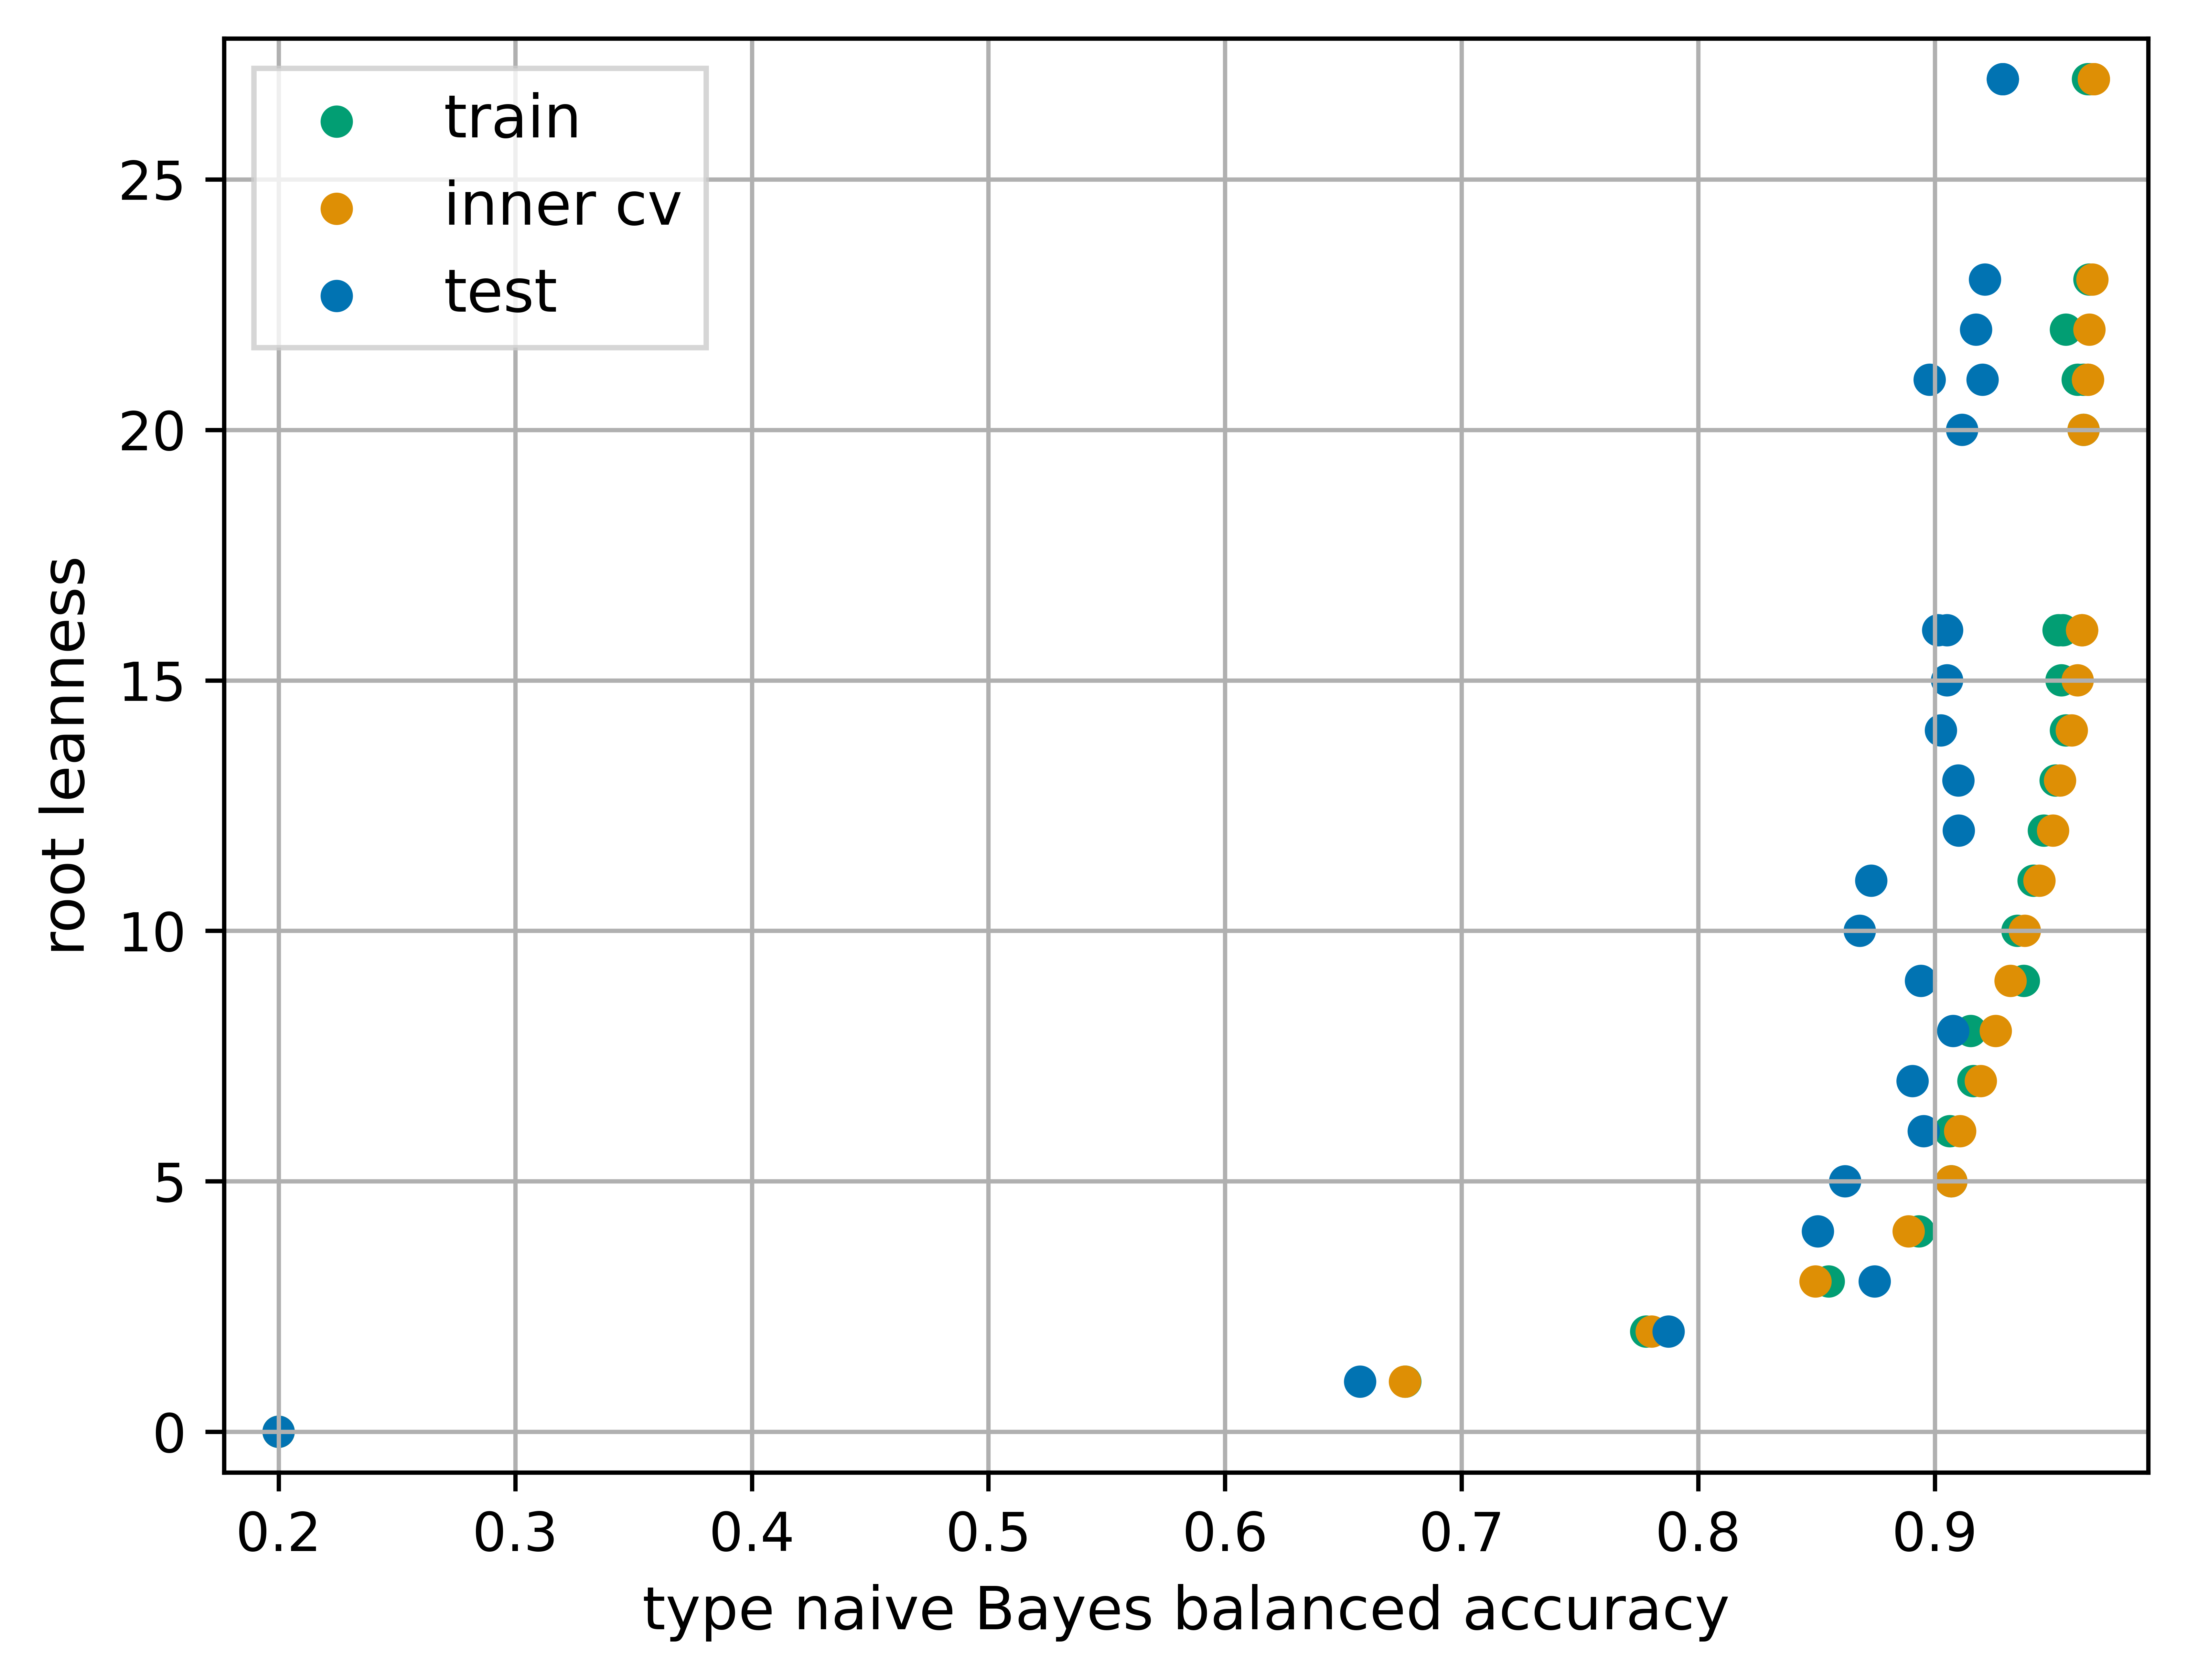 train
inner cv
test
25
20
15
10
5
0
root leanness
0.2 0.3 0.4 0.5 0.6 0.7 0.8 0.9
type naive Bayes balanced accuracy